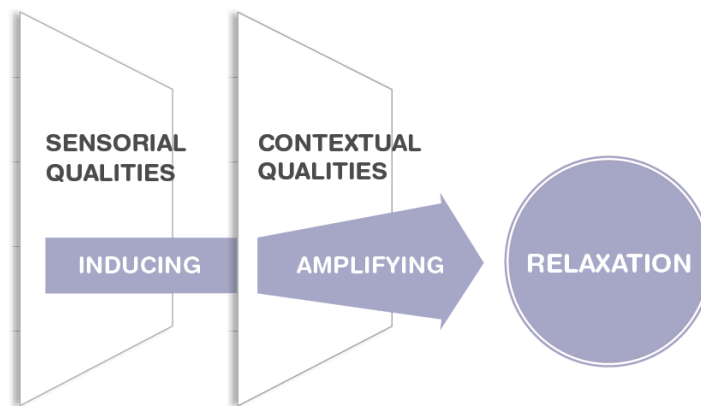 SENSORIAL
QUALITIES
CONTEXTUAL
QUALITIES
INDUCING
AMPLIFYING
RELAXATION